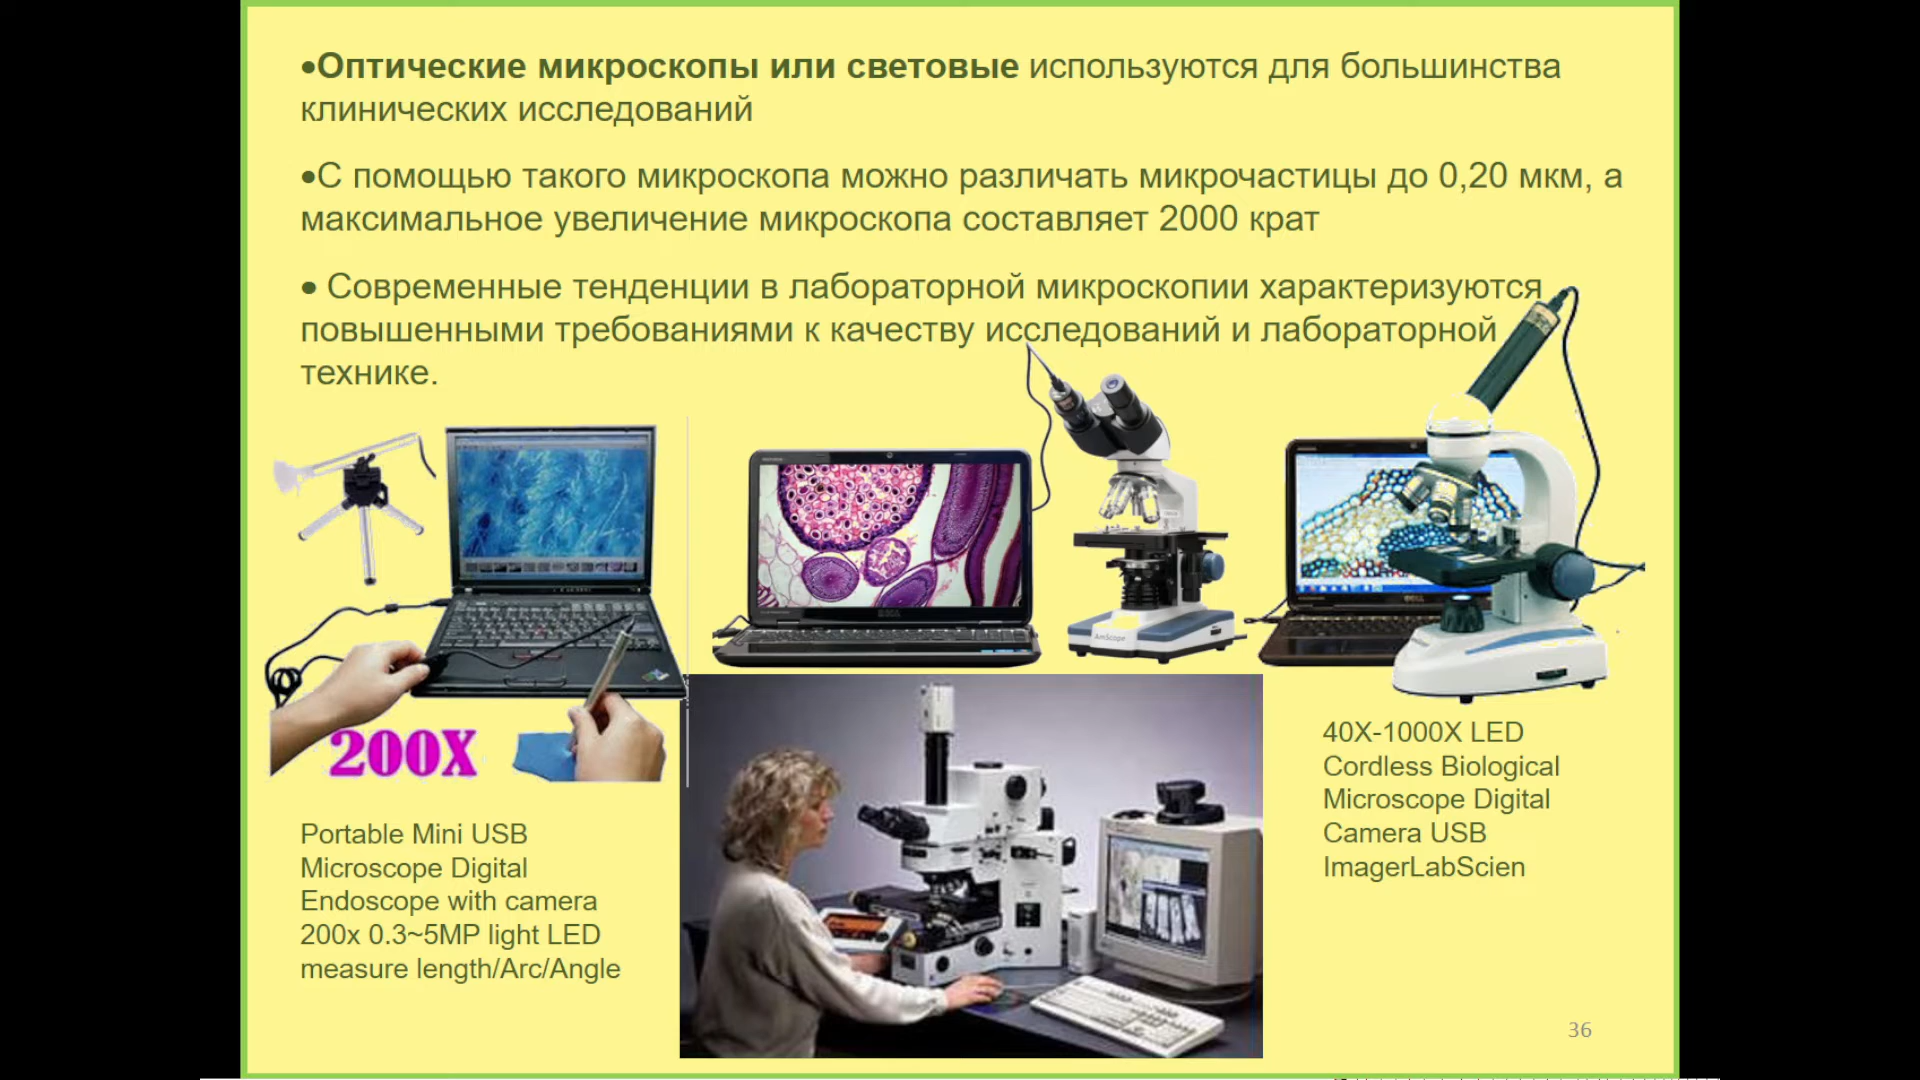 •Оптические микроскопы или световые используются для большинства
клинических исследований
•С помощью такого микроскопа можно различать микрочастицы до 0,20 мкм, а
максимальное увеличение микроскопа составляет 2000 крат
• Современные тенденции в лабораторной микроскопии характеризуются
повышенными требованиями к качеству исследований и лабораторной
технике.
AmScope
200X
Portable Mini USB
Microscope Digital
Endoscope with camera
200x 0.3~5MP light LED
measure length/Arc/Angle
40X-1000X LED
Cordless Biological
Microscope Digital
Camera USB
ImagerLabScien
36